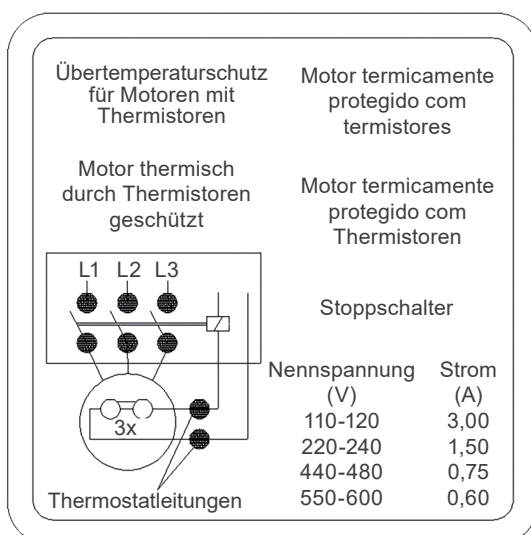 Übertemperaturschutz
für Motoren mit
Thermistoren
Motor termicamente
protegido com
termistores
Motor thermisch
durch Thermistoren
geschützt
Motor termicamente
protegido com
Thermistoren
L1 L2 L3
3x
Thermostatleitungen
Stoppschalter
Nennspannung Strom
(V) (A)
110-120 3,00
220-240 1,50
440-480 0,75
550-600 0,60